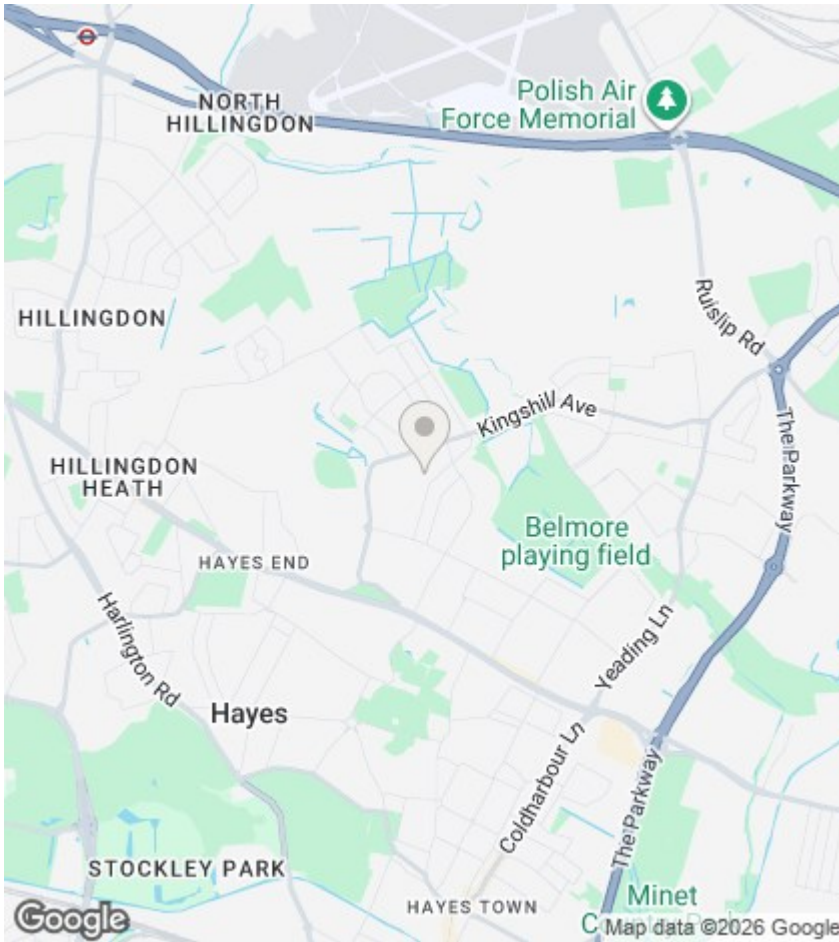 NORTH
HILLINGDON
Polish Air
Force Memorial
HILLINGDON
Ruislip Rd
Kingshill Ave
The Parkway
HILLINGDON
HEATH
Belmore
playing field
HAYES END
Harlington Rd
Yeading Ln
Hayes
Coldharbour Ln
The Parkway
STOCKLEY PARK
HAYES TOWN
Minet
Google
Map data ©2026 Google